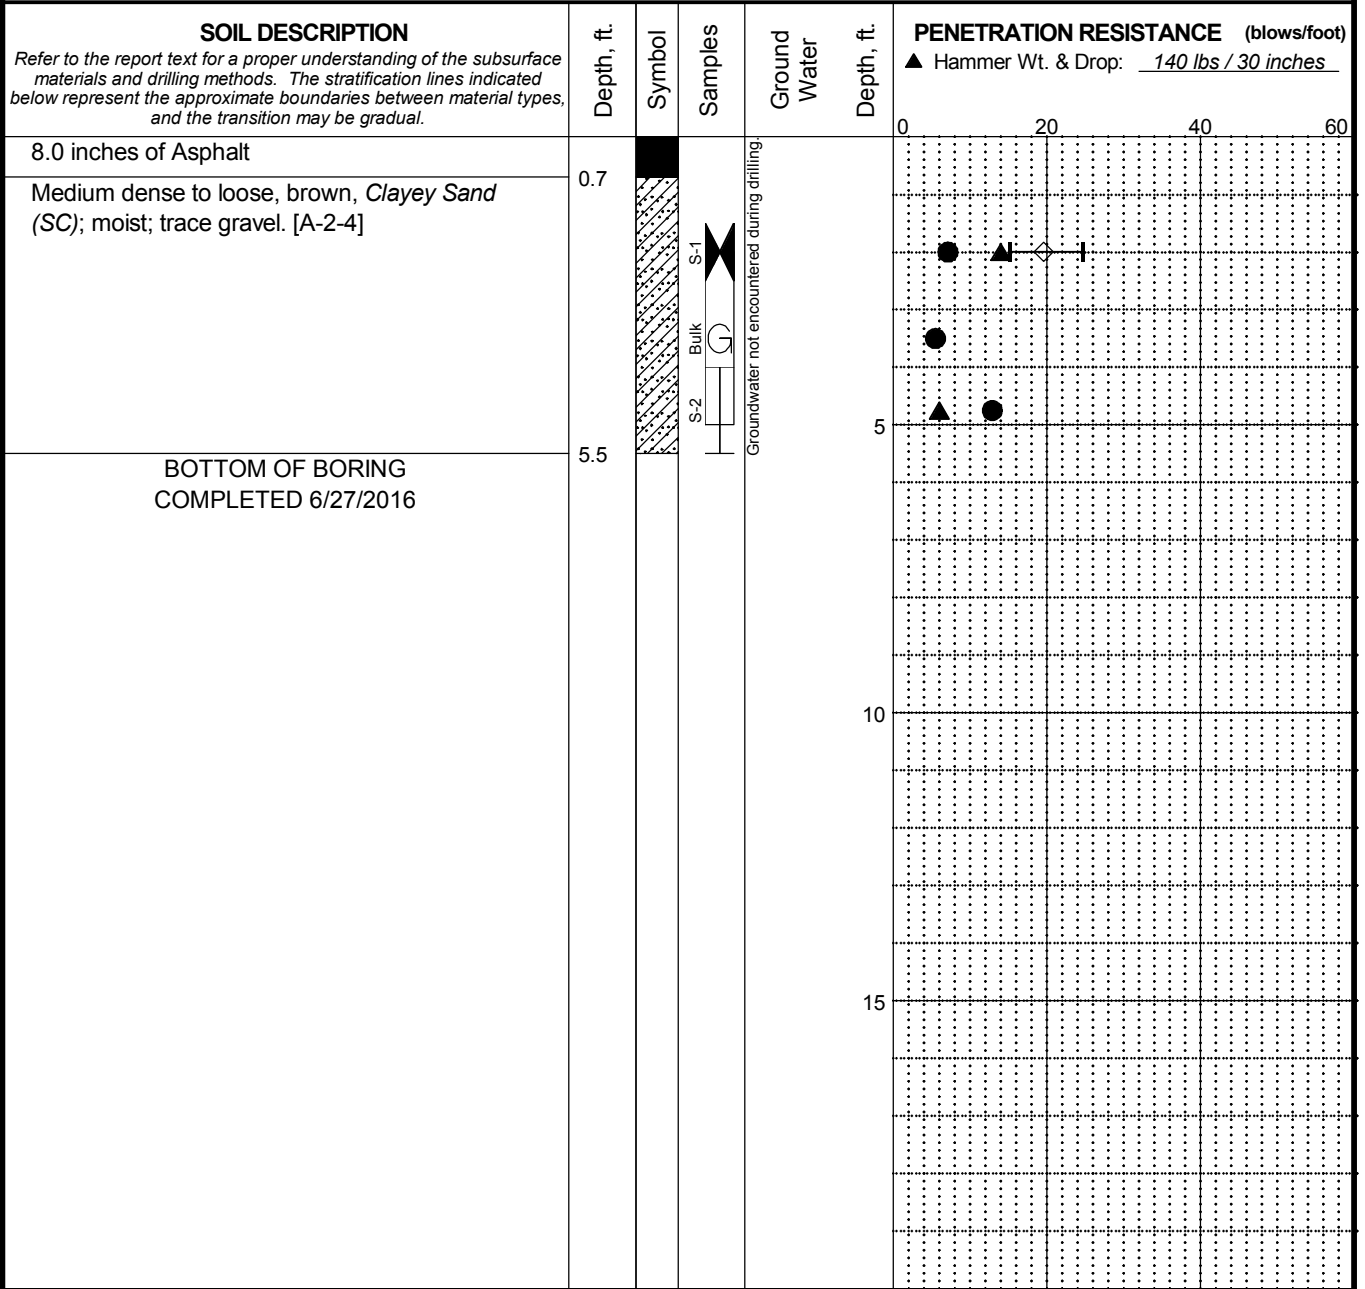 SOIL DESCRIPTION
Refer to the report text for a proper understanding of the subsurface
materials and drilling methods. The stratification lines indicated
below represent the approximate boundaries between material types,
and the transition may be gradual.
Depth, ft.
Symbol
Samples
Ground
Water
Depth, ft.
PENETRATION RESISTANCE (blows/foot)
▲ Hammer Wt. & Drop: 140 lbs / 30 inches
0 20 40 60
8.0 inches of Asphalt
0.7
Medium dense to loose, brown, Clayey Sand
(SC); moist; trace gravel. [A-2-4]
S-1
Bulk
G
S-2
Groundwater not encountered during drilling.
5
5.5
BOTTOM OF BORING
COMPLETED 6/27/2016
10
15